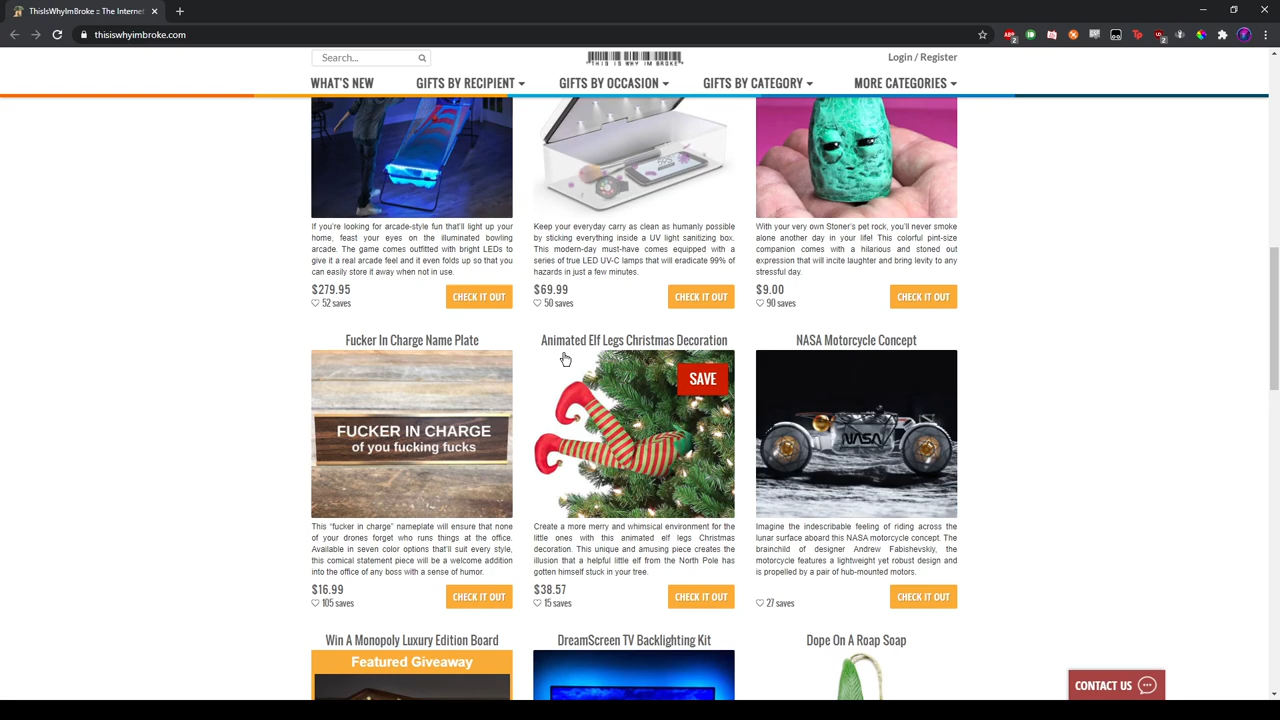 ThisIsWhyImBroke - The Internet
thisiswhyimbroke.com
Search...
THIS IS WHY IM BROKE
Login / Register
WHAT'S NEW
GIFTS BY RECIPIENT
GIFTS BY OCCASION
GIFTS BY CATEGORY
MORE CATEGORIES
If you're looking for arcade-style fun that'll light up your
home, feast your eyes on the illuminated bowling
arcade. The game comes outfitted with bright LEDs to
give it a real arcade feel and it even folds up so that you
can easily store it away when not in use.
$279.95
52 saves
CHECK IT OUT
Keep your everyday carry as clean as humanly possible
by sticking everything inside a UV light sanitizing box.
This modern-day must-have comes equipped with a
series of true LED UV-C lamps that will eradicate 99% of
hazards in just a few minutes.
$69.99
50 saves
CHECK IT OUT
With your very own Stoner's pet rock, you'll never smoke
alone another day in your life! This colorful pint-size
companion comes with a hilarious and stoned out
expression that will incite laughter and bring levity to any
stressful day.
$9.00
90 saves
CHECK IT OUT
Fucker In Charge Name Plate
FUCKER IN CHARGE
of you fucking fucks
This “fucker in charge” nameplate will ensure that none
of your drones forget who runs things at the office.
Available in seven color options that'll suit every style,
this comical statement piece will be a welcome addition
into the office of any boss with a sense of humor.
$16.99
105 saves
CHECK IT OUT
Animated Elf Legs Christmas Decoration
SAVE
Create a more merry and whimsical environment for the
little ones with this animated elf legs Christmas
decoration. This unique and amusing piece creates the
illusion that a helpful little elf from the North Pole has
gotten himself stuck in your tree.
$38.57
15 saves
CHECK IT OUT
NASA Motorcycle Concept
NASA
Imagine the indescribable feeling of riding across the
lunar surface aboard this NASA motorcycle concept. The
brainchild of designer Andrew Fabishevskiy, the
motorcycle features a lightweight yet robust design and
is propelled by a pair of hub-mounted motors.
27 saves
CHECK IT OUT
Win A Monopoly Luxury Edition Board
Featured Giveaway
DreamScreen TV Backlighting Kit
Dope On A Roap Soap
CONTACT US